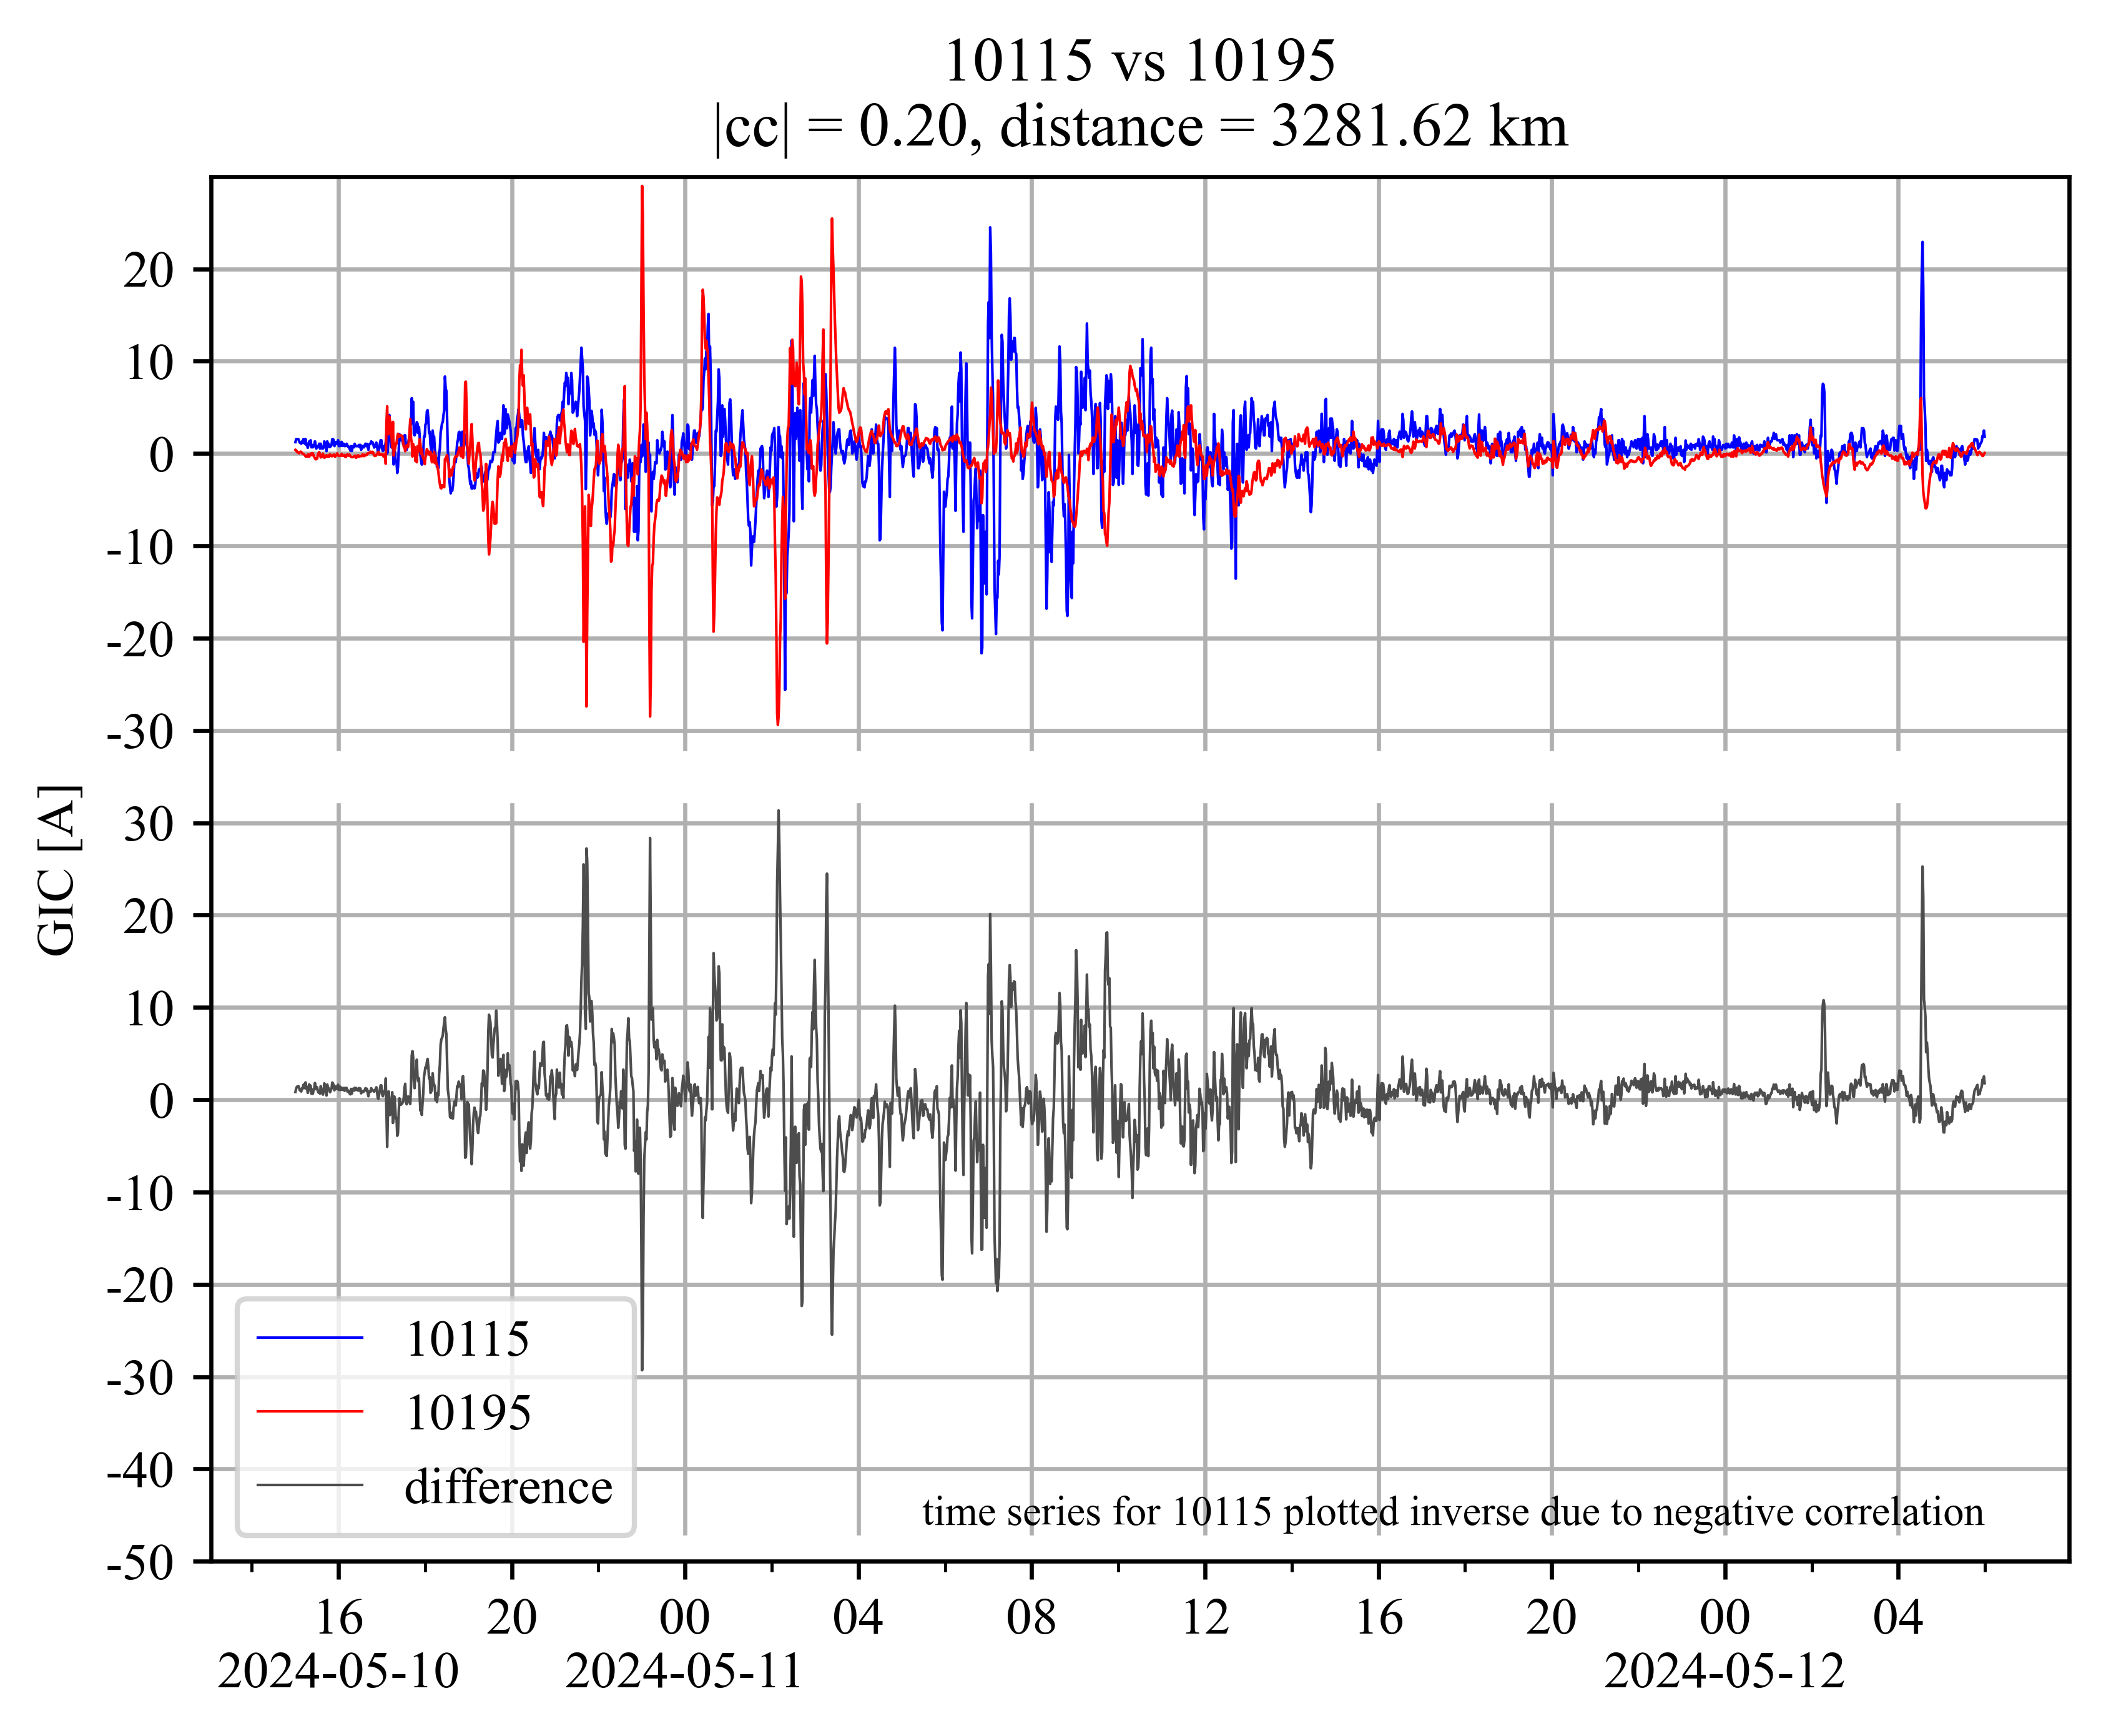 10115 vs 10195
|cc| = 0.20, distance = 3281.62 km
GIC [A]
20
10
0
-10
-20
-30
30
20
10
0
-10
-20
-30
-40
-50
10115
10195
difference
time series for 10115 plotted inverse due to negative correlation
16 20 00 04 08 12 16 20 00 04
2024-05-10 2024-05-11 2024-05-12